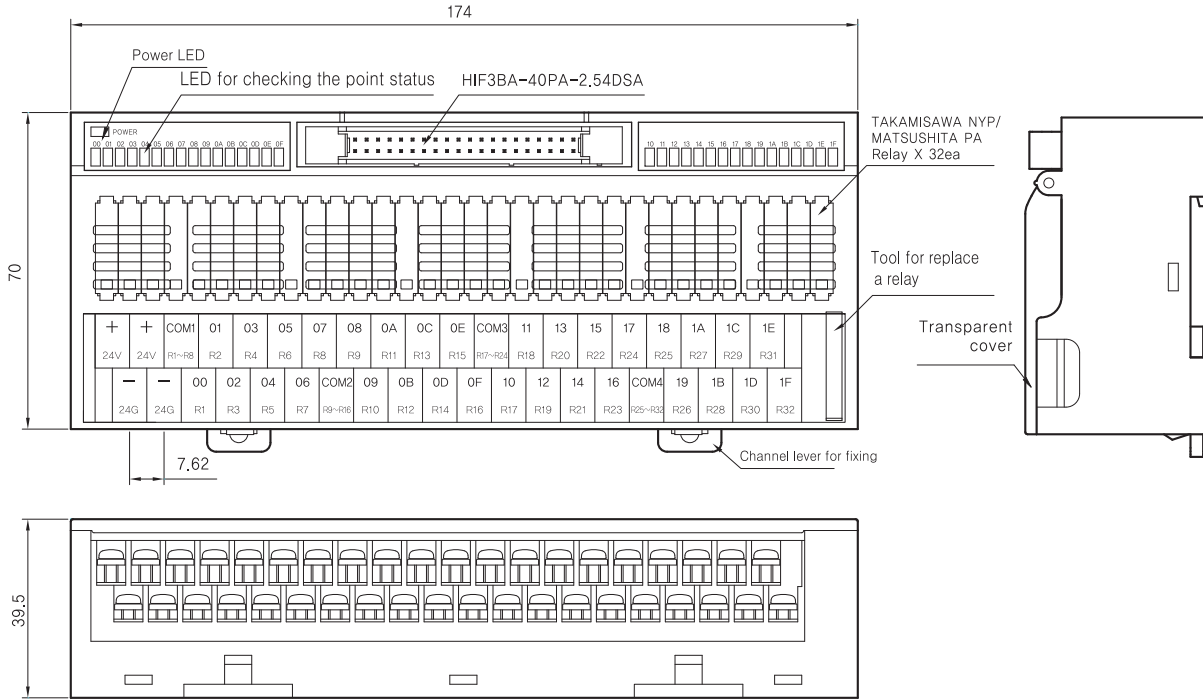 174
Power LED
LED for checking the point status
HIF3BA-40PA-2.54DSA
POWER
00 01 02 03 04 05 06 07 08 09 0A 0B 0C 0D 0E 0F
10 11 12 13 14 15 16 17 18 19 1A 1B 1C 1D 1E 1F
TAKAMISAWA NYP/
MATSUSHITA PA
Relay X 32ea
70
Tool for replace
a relay
Transparent
cover
+ + COM1 01 03 05 07 08 0A 0C 0E COM3 11 13 15 17 18 1A 1C 1E
24V 24V R1~R8 R2 R4 R6 R8 R9 R11 R13 R15 R17~R24 R18 R20 R22 R24 R25 R27 R29 R31
− − 00 02 04 06 COM2 09 0B 0D 0F 10 12 14 16 COM4 19 1B 1D 1F
24G 24G R1 R3 R5 R7 R9~R16 R10 R12 R14 R16 R17 R19 R21 R23 R25~R32 R26 R28 R30 R32
Channel lever for fixing
7.62
39.5